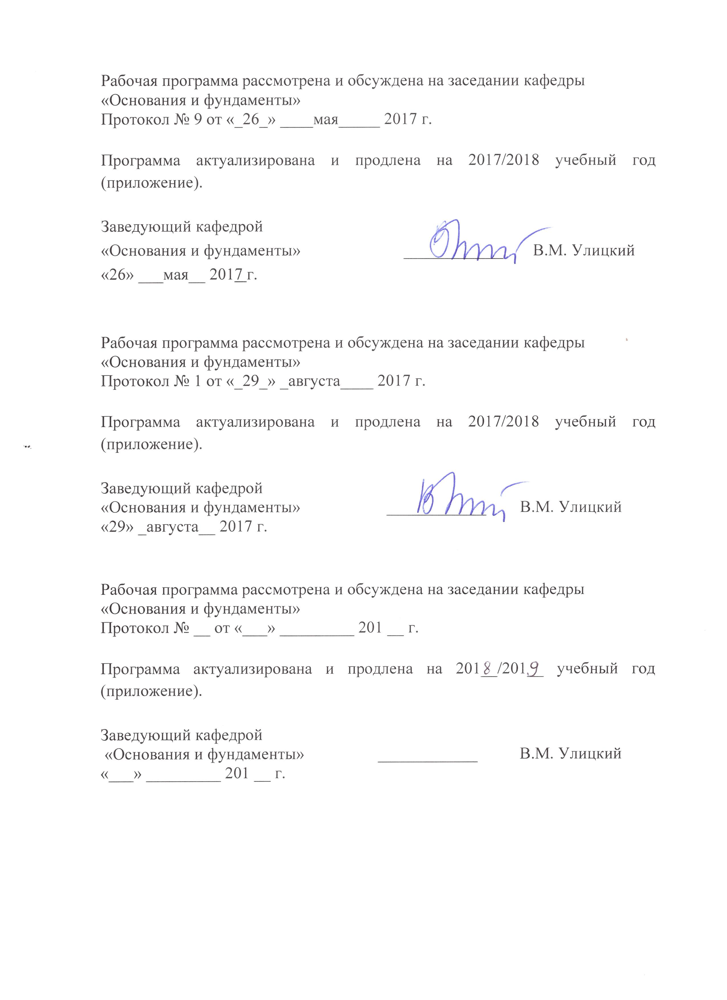 Рабочая программа рассмотрена и обсуждена на заседании кафедры
«Основания и фундаменты»
Протокол № 9 от «_26_» ____мая_____ 2017 г.
Программа актуализирована и продлена на 2017/2018 учебный год
(приложение).
Заведующий кафедрой
«Основания и фундаменты» ____________ В.М. Улицкий
«26» ___мая__ 2017_г.
Рабочая программа рассмотрена и обсуждена на заседании кафедры
«Основания и фундаменты»
Протокол № 1 от «_29_» _августа____ 2017 г.
Программа актуализирована и продлена на 2017/2018 учебный год
(приложение).
Заведующий кафедрой
«Основания и фундаменты» ____________ В.М. Улицкий
«29» _августа__ 2017 г.
Рабочая программа рассмотрена и обсуждена на заседании кафедры
«Основания и фундаменты»
Протокол № __ от «___» _________ 201 __ г.
Программа актуализирована и продлена на 2018/2019 учебный год
(приложение).
Заведующий кафедрой
«Основания и фундаменты» ____________ В.М. Улицкий
«___» _________ 201 __ г.